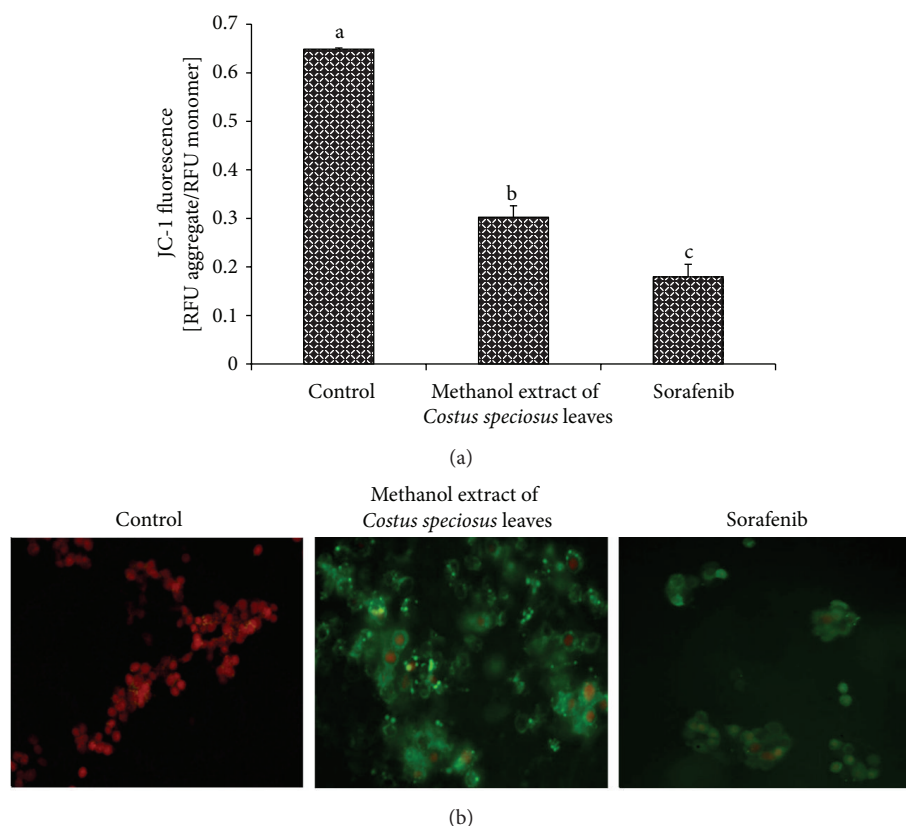 0.7
0.6
0.5
0.4
0.3
0.2
0.1
0
JC-1 fluorescence
[RFU aggregate/RFU monomer]
a
b
c
Control
Methanol extract of
Costus speciosus leaves
Sorafenib
(a)
Control
Methanol extract of
Costus speciosus leaves
Sorafenib
(b)